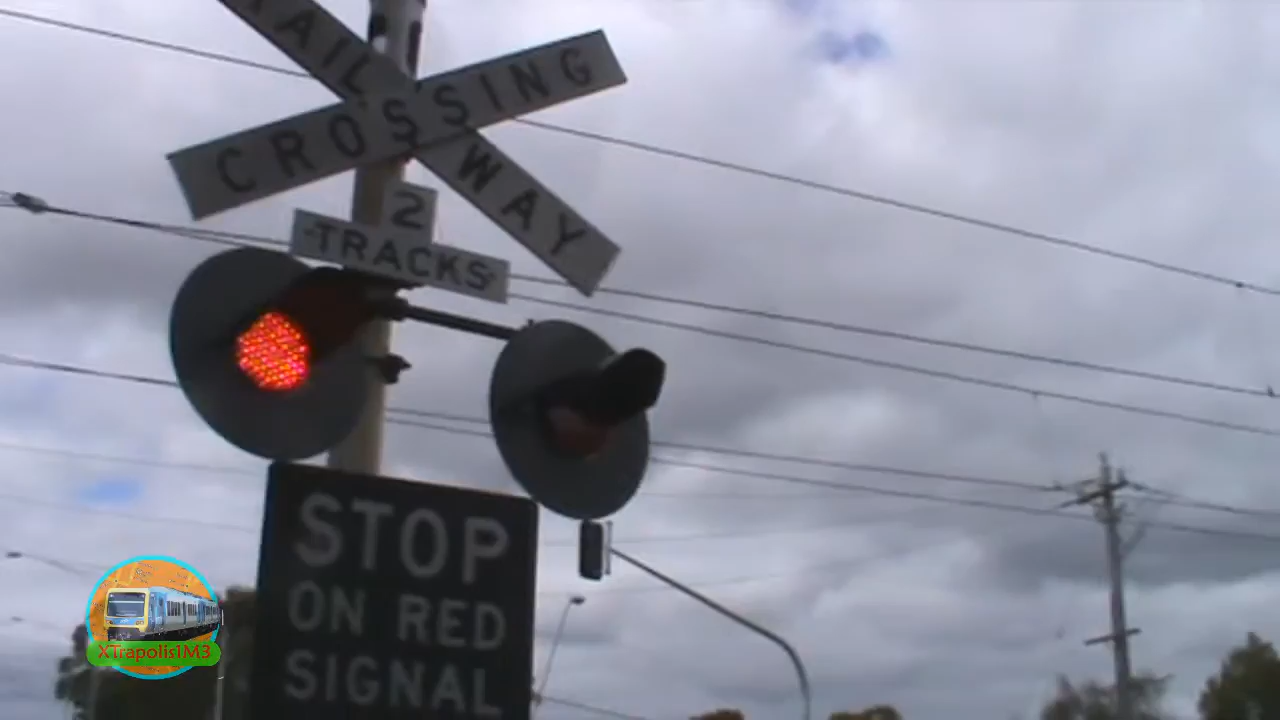 RAILWAY
CROSSING
2
TRACKS
STOP
ON RED
SIGNAL
XTrapolis1M3